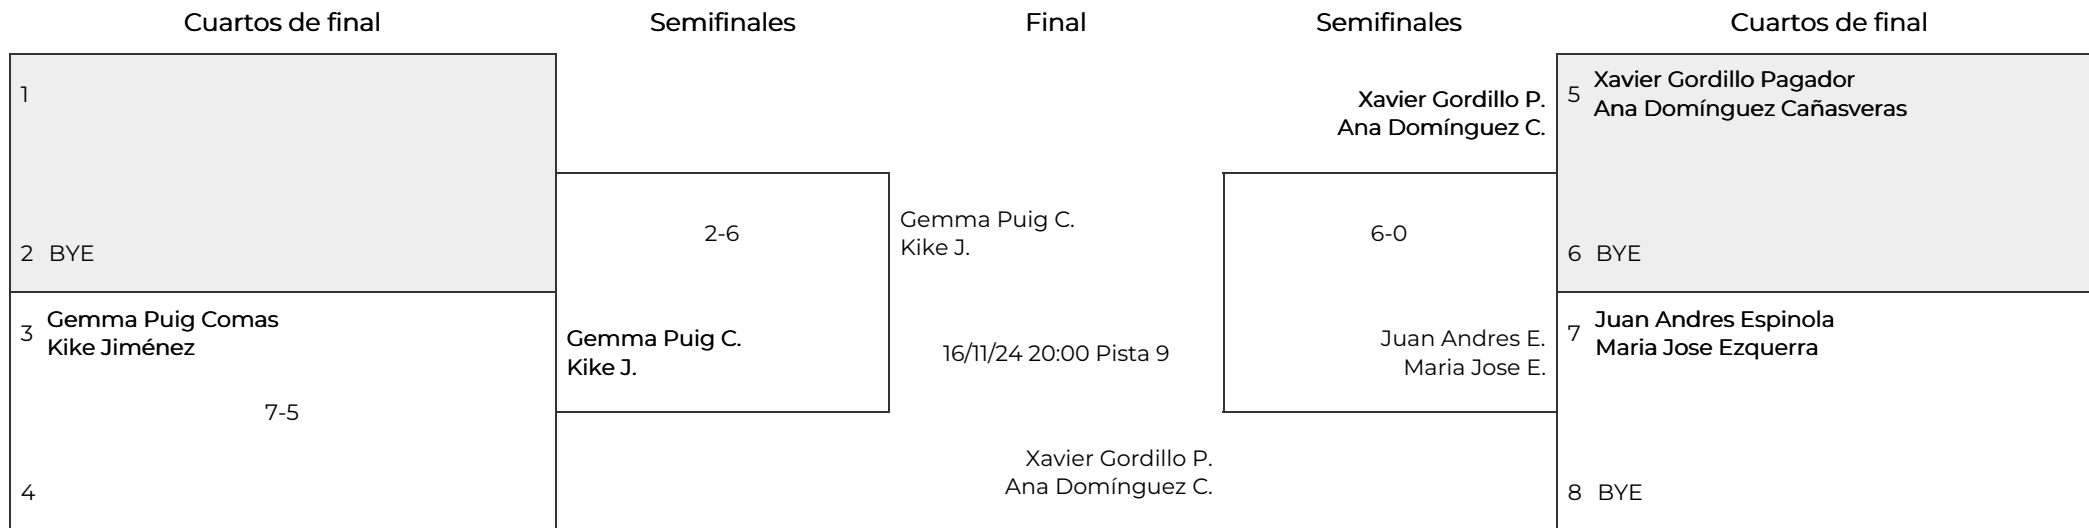 Cuartos de final
Semifinales
Final
Semifinales
Cuartos de final
1
2 BYE
3 Gemma Puig Comas
Kike Jiménez
7-5
4
2-6
Gemma Puig C.
Kike J.
Gemma Puig C.
Kike J.
16/11/24 20:00 Pista 9
Xavier Gordillo P.
Ana Domínguez C.
Xavier Gordillo P.
Ana Domínguez C.
6-0
Juan Andres E.
Maria Jose E.
5 Xavier Gordillo Pagador
Ana Domínguez Cañasveras
6 BYE
7 Juan Andres Espinola
Maria Jose Ezquerra
8 BYE